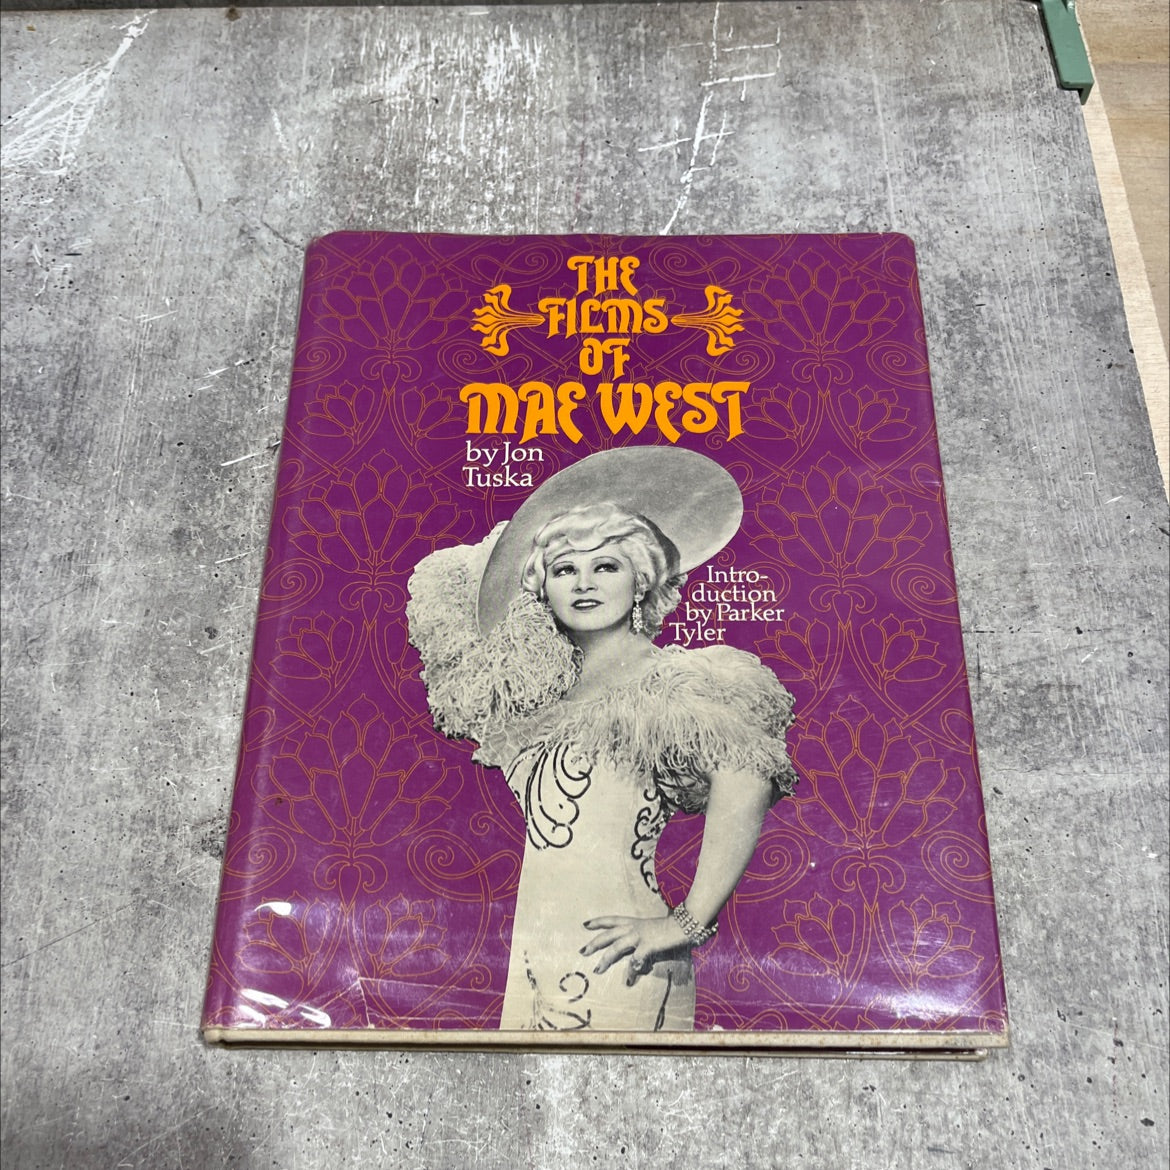 THE
FILMS
OF
MAE WEST
by Jon
Tuska
Intro-
duction
by Parker
Tyler